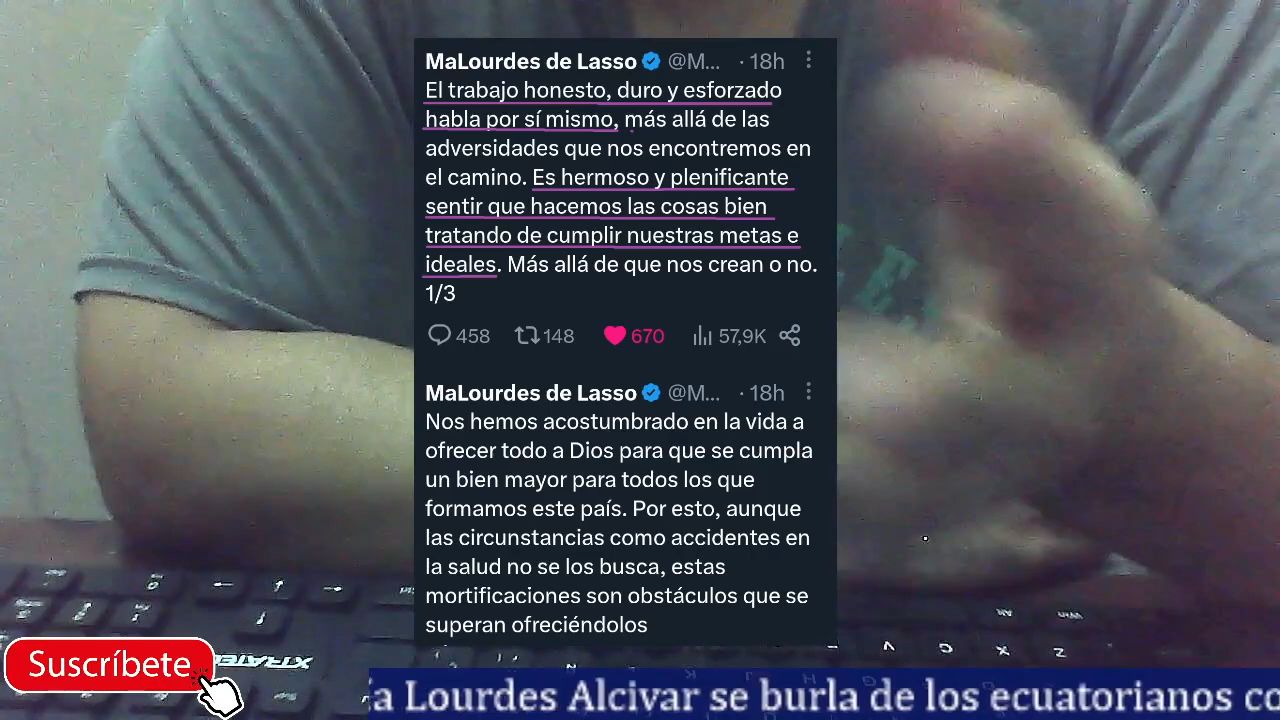 MaLourdes de Lasso @M... · 18h
El trabajo honesto, duro y esforzado
habla por sí mismo, más allá de las
adversidades que nos encontremos en
el camino. Es hermoso y plenificante
sentir que hacemos las cosas bien
tratando de cumplir nuestras metas e
ideales. Más allá de que nos crean o no.
1/3
458 148 670 57,9K
MaLourdes de Lasso @M... · 18h
Nos hemos acostumbrado en la vida a
ofrecer todo a Dios para que se cumpla
un bien mayor para todos los que
formamos este país. Por esto, aunque
las circunstancias como accidentes en
la salud no se los busca, estas
mortificaciones son obstáculos que se
superan ofreciéndolos
Suscríbete
a Lourdes Alcivar se burla de los ecuatorianos co